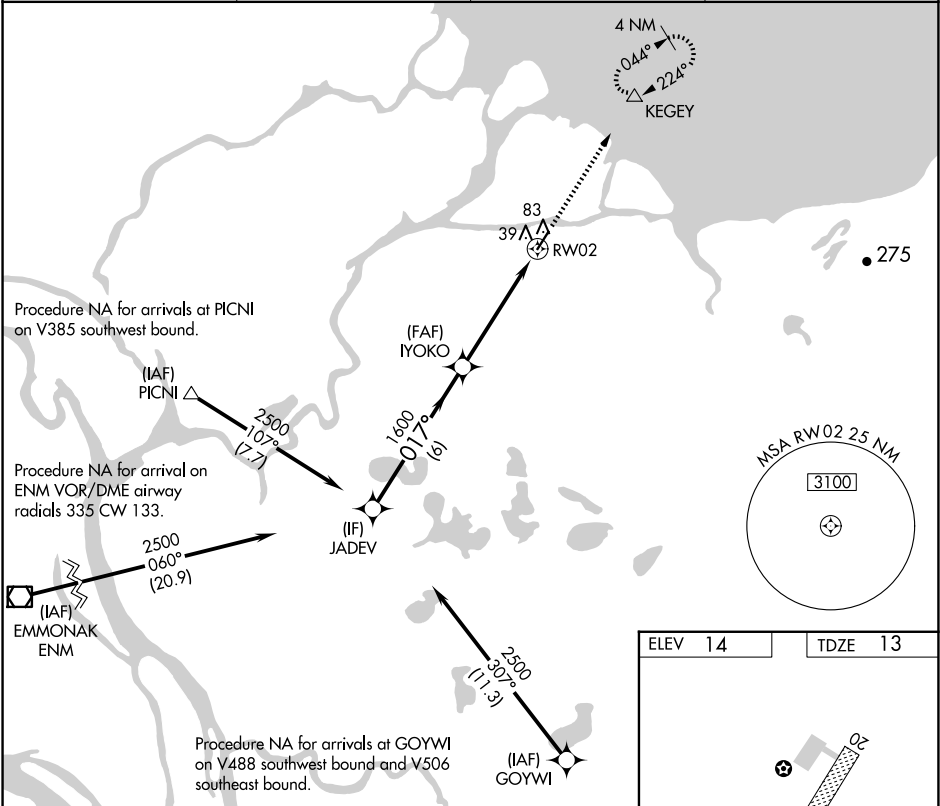 4 NM
044°
224°
KEGEY
83
39
RW02
275
Procedure NA for arrivals at PICNI
on V385 southwest bound.
(FAF)
IYOKO
(IAF)
PICNI
2500
107°
(7.7)
1600
017°
(6)
MSA RW02 25 NM
3100
Procedure NA for arrival on
ENM VOR/DME airway
radials 335 CW 133.
(IF)
JADEV
2500
060°
(20.9)
(IAF)
EMMONAK
ENM
2500
307°
(11.3)
ELEV 14
TDZE 13
Procedure NA for arrivals at GOYWI
on V488 southwest bound and V506
southeast bound.
(IAF)
GOYWI
20